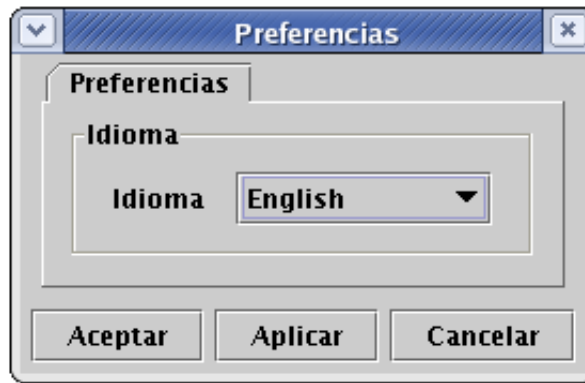 Preferencias
Preferencias
Idioma
Idioma English
Aceptar Aplicar Cancelar